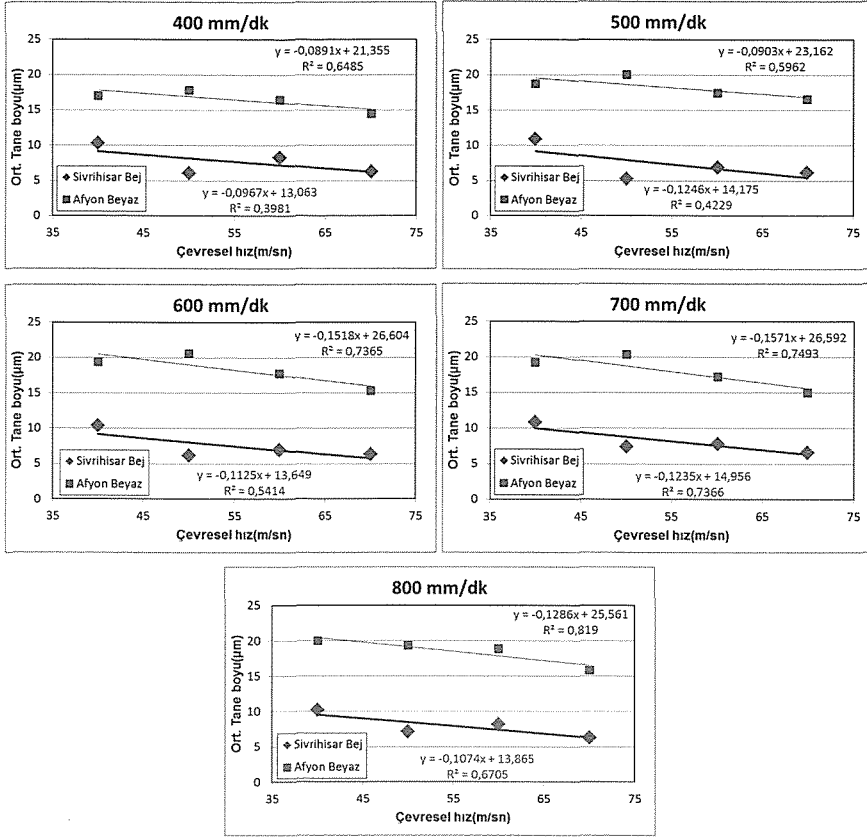 400 mm/dk
y = -0,0891x + 21,355
R² = 0,6485
Ort. Tane boyu(µm)
25
20
15
10
5
0
Sivrihisar Bej
Afyon Beyaz
y = -0,0967x + 13,063
R² = 0,3981
35 45 55 65 75
Çevresel hız(m/sn)
500 mm/dk
y = -0,0903x + 23,162
R² = 0,5962
Ort. Tane boyu(µm)
25
20
15
10
5
0
Sivrihisar Bej
Afyon Beyaz
y = -0,1246x + 14,175
R² = 0,4229
35 45 55 65 75
Çevresel hız(m/sn)
600 mm/dk
y = -0,1518x + 26,604
R² = 0,7365
Ort. Tane boyu(µm)
25
20
15
10
5
0
Sivrihisar Bej
Afyon Beyaz
y = -0,1125x + 13,649
R² = 0,5414
35 45 55 65 75
Çevresel hız(m/sn)
700 mm/dk
y = -0,1571x + 26,592
R² = 0,7493
Ort. Tane boyu(µm)
25
20
15
10
5
0
Sivrihisar Bej
Afyon Beyaz
y = -0,1235x + 14,956
R² = 0,7366
35 45 55 65 75
Çevresel hız(m/sn)
800 mm/dk
y = -0,1286x + 25,561
R² = 0,819
Ort. Tane boyu(µm)
25
20
15
10
5
0
Sivrihisar Bej
Afyon Beyaz
y = -0,1074x + 13,865
R² = 0,6705
35 45 55 65 75
Çevresel hız(m/sn)